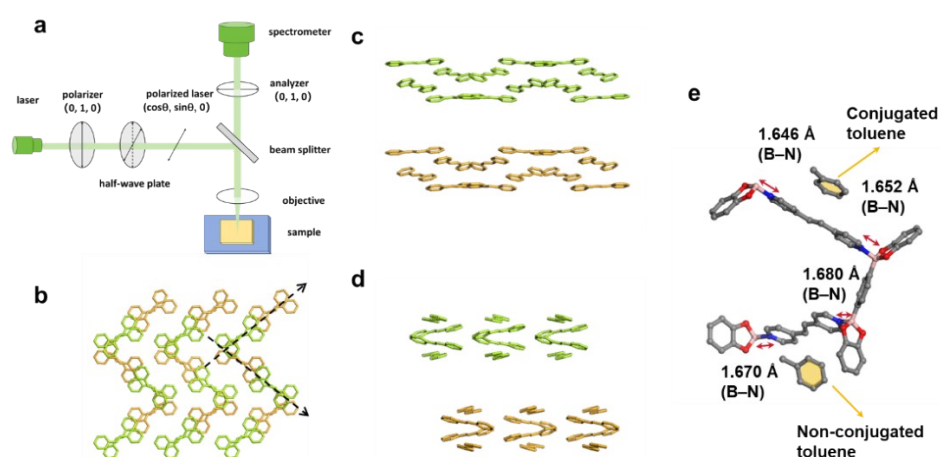 a
spectrometer
analyzer
(0, 1, 0)
polarizer
(0, 1, 0)
polarized laser
(cosθ, sinθ, 0)
laser
beam splitter
half-wave plate
objective
sample
b
c
d
e
Conjugated
toluene
1.646 Å
(B–N)
1.652 Å
(B–N)
1.680 Å
(B–N)
1.670 Å
(B–N)
Non-conjugated
toluene